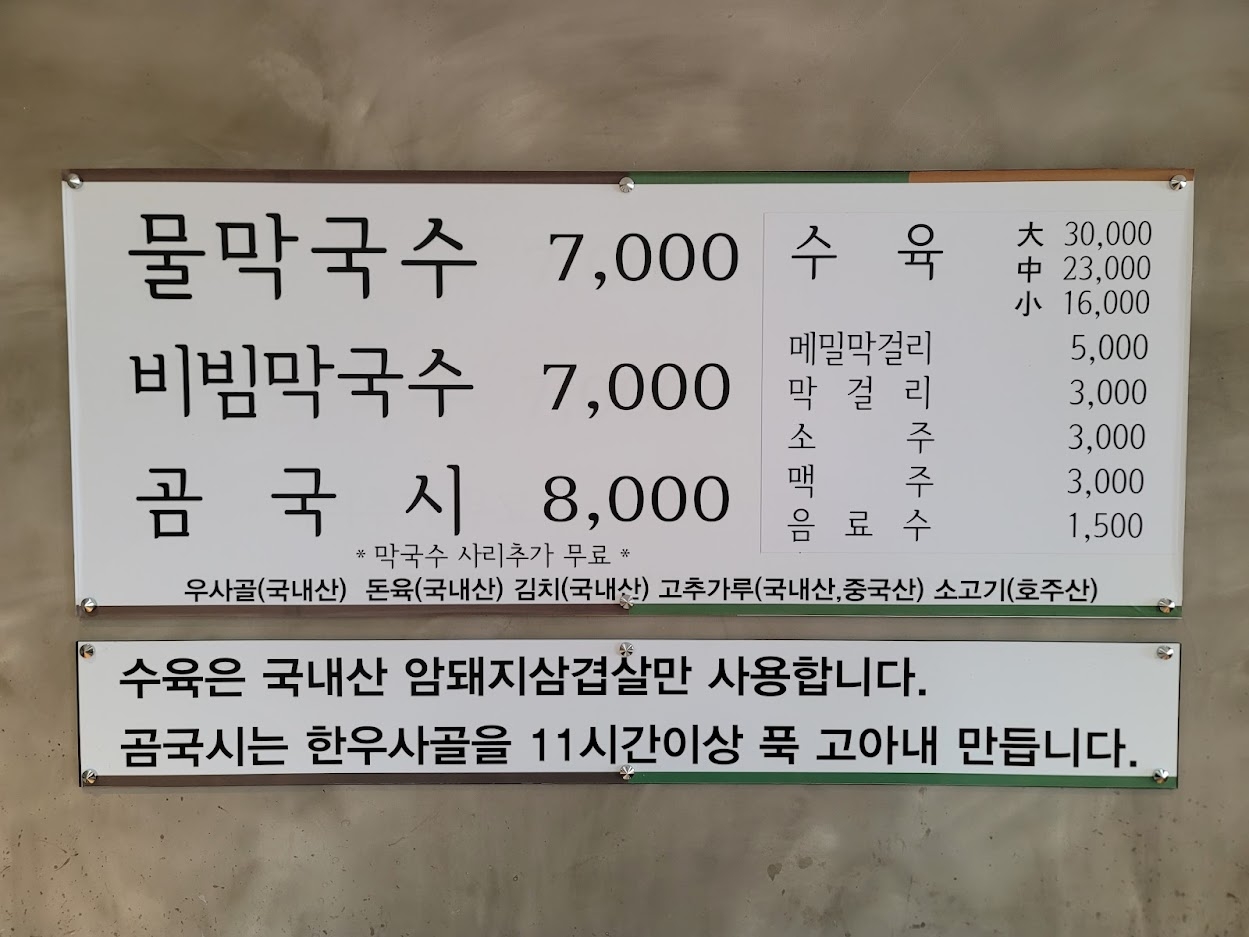 물막국수 7,000
비빔막국수 7,000
곰국시 8,000
* 막국수 사리추가 무료 *
수육 大 30,000
中 23,000
小 16,000
메밀막걸리 5,000
막걸리 3,000
소주 3,000
맥주 3,000
음료수 1,500
우사골(국내산) 돈육(국내산) 김치(국내산) 고추가루(국내산,중국산) 소고기(호주산)
수육은 국내산 암돼지삼겹살만 사용합니다.
곰국시는 한우사골을 11시간이상 푹 고아내 만듭니다.